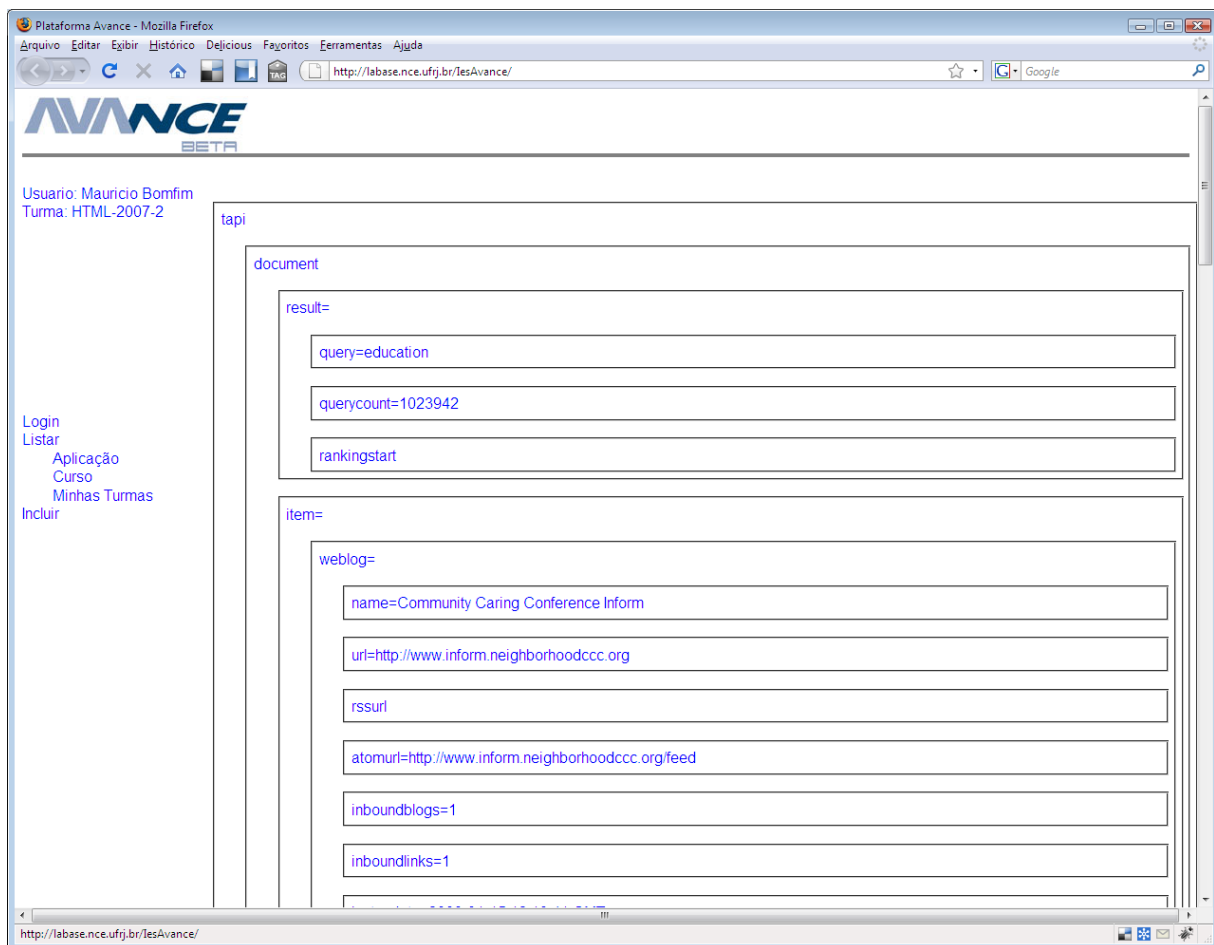 Plataforma Avance - Mozilla Firefox
Arquivo Editar Exibir Histórico Delicious Favoritos Ferramentas Ajuda
TAG
http://labase.nce.ufrj.br/IesAvance/
G
Google
AVANCE
BETA
Usuario: Mauricio Bomfim
Turma: HTML-2007-2
Login
Listar
Aplicação
Curso
Minhas Turmas
Incluir
tapi
document
result=
query=education
querycount=1023942
rankingstart
item=
weblog=
name=Community Caring Conference Inform
url=http://www.inform.neighborhoodccc.org
rssurl
atomurl=http://www.inform.neighborhoodccc.org/feed
inboundblogs=1
inboundlinks=1
http://labase.nce.ufrj.br/IesAvance/